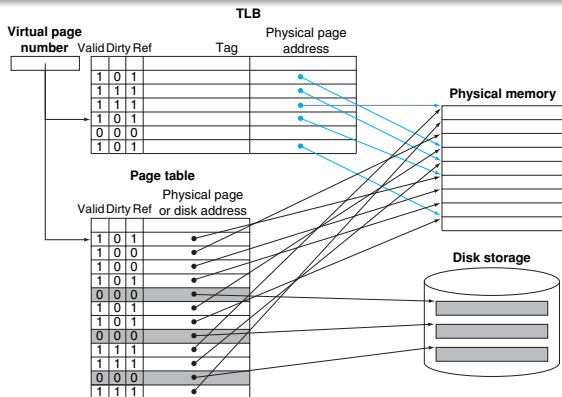 TLB
Virtual page
number
Valid Dirty Ref
Tag
Physical page
address
1 0 1
1 1 1
1 1 1
1 0 1
0 0 0
1 0 1
Physical memory
Page table
Physical page
Valid Dirty Ref or disk address
1 0 1
1 0 0
1 0 0
1 0 1
0 0 0
1 0 1
1 0 1
0 0 0
1 1 1
1 1 1
0 0 0
1 1 1
Disk storage